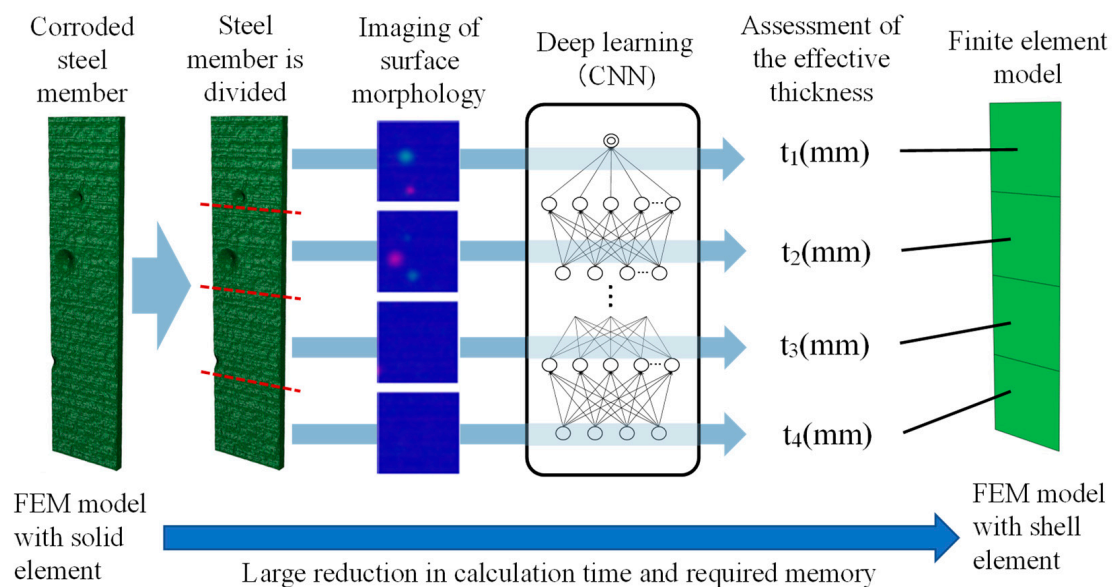 Corroded
steel
member
Steel
member is
divided
Imaging of
surface
morphology
Deep learning
(CNN)
Assessment of
the effective
thickness
Finite element
model
t₁(mm)
t₂(mm)
t₃(mm)
t₄(mm)
FEM model
with solid
element
FEM model
with shell
element
Large reduction in calculation time and required memory